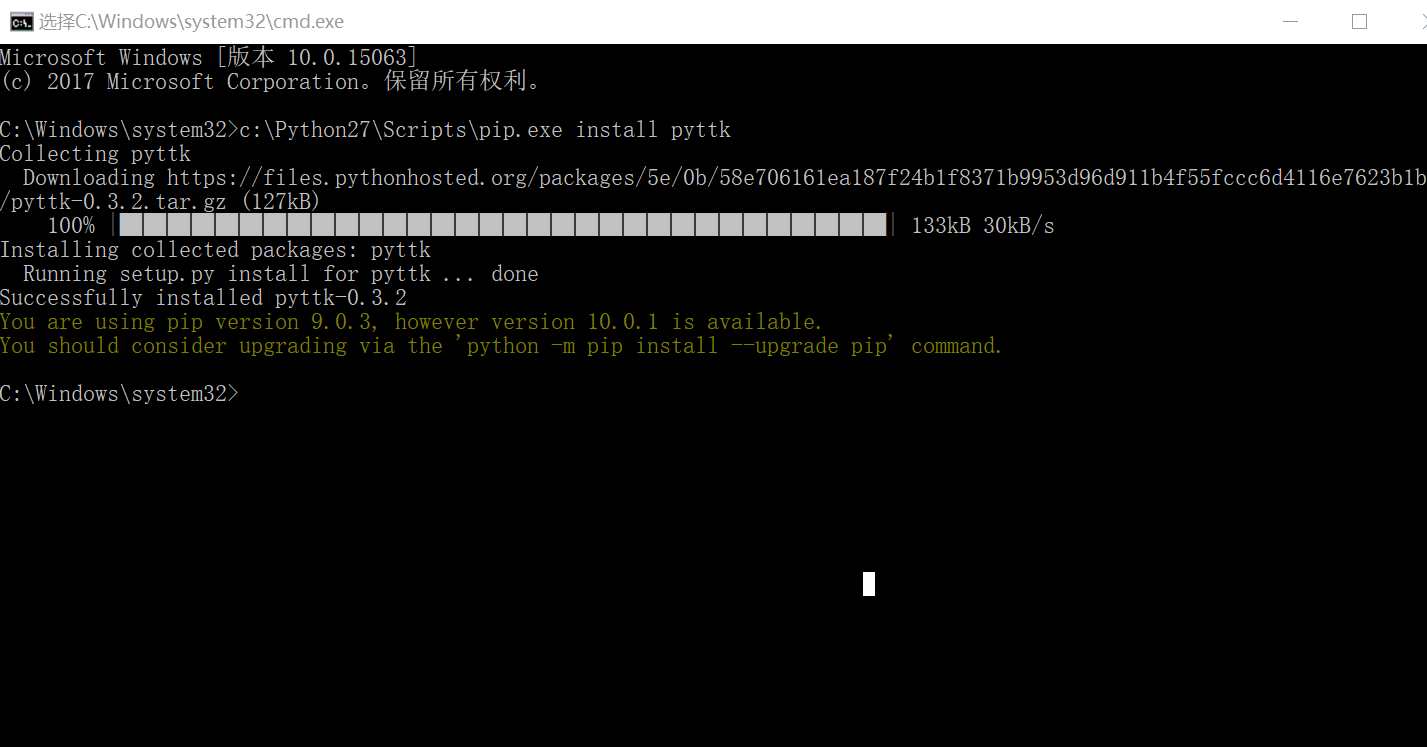 选择C:\Windows\system32\cmd.exe
Microsoft Windows [版本 10.0.15063]
(c) 2017 Microsoft Corporation。保留所有权利。
C:\Windows\system32>c:\Python27\Scripts\pip.exe install pyttk
Collecting pyttk
Downloading https://files.pythonhosted.org/packages/5e/0b/58e706161ea187f24b1f8371b9953d96d911b4f55fccc6d4116e7623b1b
/pyttk-0.3.2.tar.gz (127kB)
100% |████████████████████████████████| 133kB 30kB/s
Installing collected packages: pyttk
Running setup.py install for pyttk ... done
Successfully installed pyttk-0.3.2
You are using pip version 9.0.3, however version 10.0.1 is available.
You should consider upgrading via the 'python -m pip install --upgrade pip' command.
C:\Windows\system32>